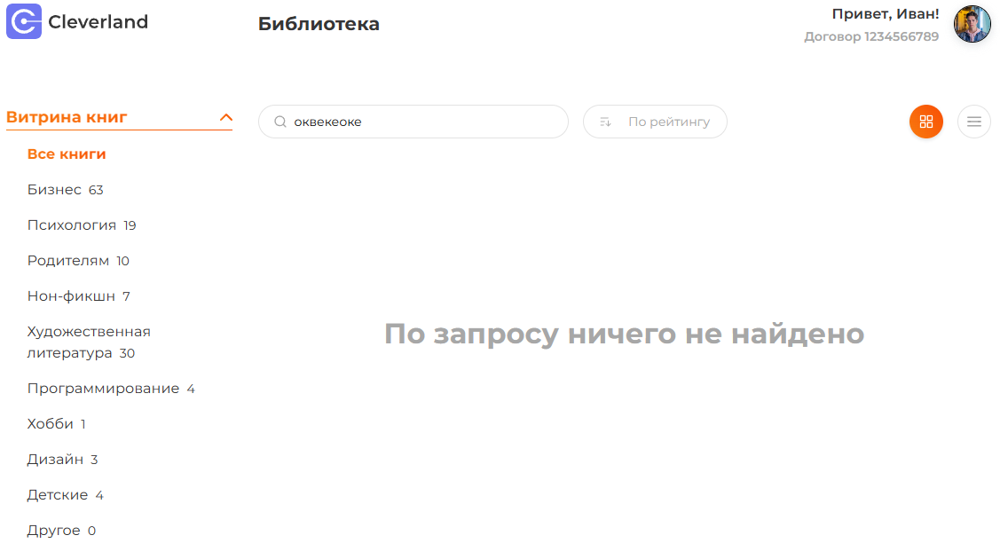 Cleverland
Библиотека
Привет, Иван!
Договор 1234566789
Витрина книг
оквекеоке
По рейтингу
Все книги
Бизнес 63
Психология 19
Родителям 10
Нон-фикшн 7
Художественная
литература 30
Программирование 4
Хобби 1
Дизайн 3
Детские 4
Другое 0
По запросу ничего не найдено